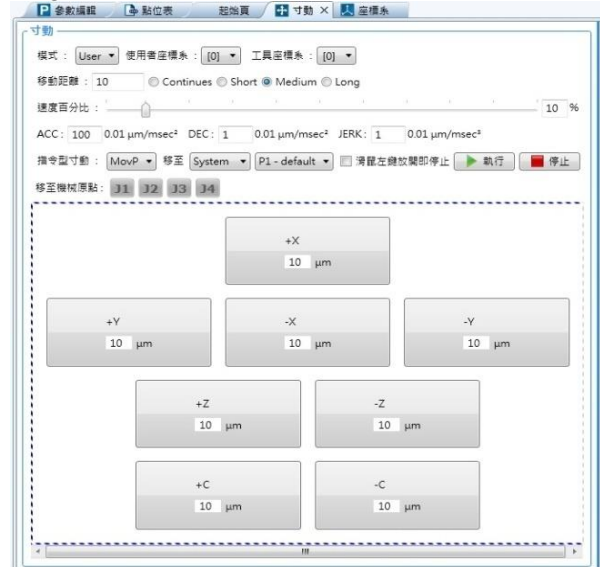 參數編輯 點位表 起始頁 寸動 × 座標系
寸動
模式 : User 使用者座標系 : [0] 工具座標系 : [0]
移動距離 : 10 Continues Short Medium Long
速度百分比 : 10 %
ACC : 100 0.01 μm/msec² DEC : 1 0.01 μm/msec² JERK : 1 0.01 μm/msec³
指令型寸動 : MovP 移至 System P1 - default 滑鼠左鍵放開即停止 執行 停止
移至機械原點 : J1 J2 J3 J4
+X
10 μm
+Y -X -Y
10 μm 10 μm 10 μm
+Z -Z
10 μm 10 μm
+C -C
10 μm 10 μm